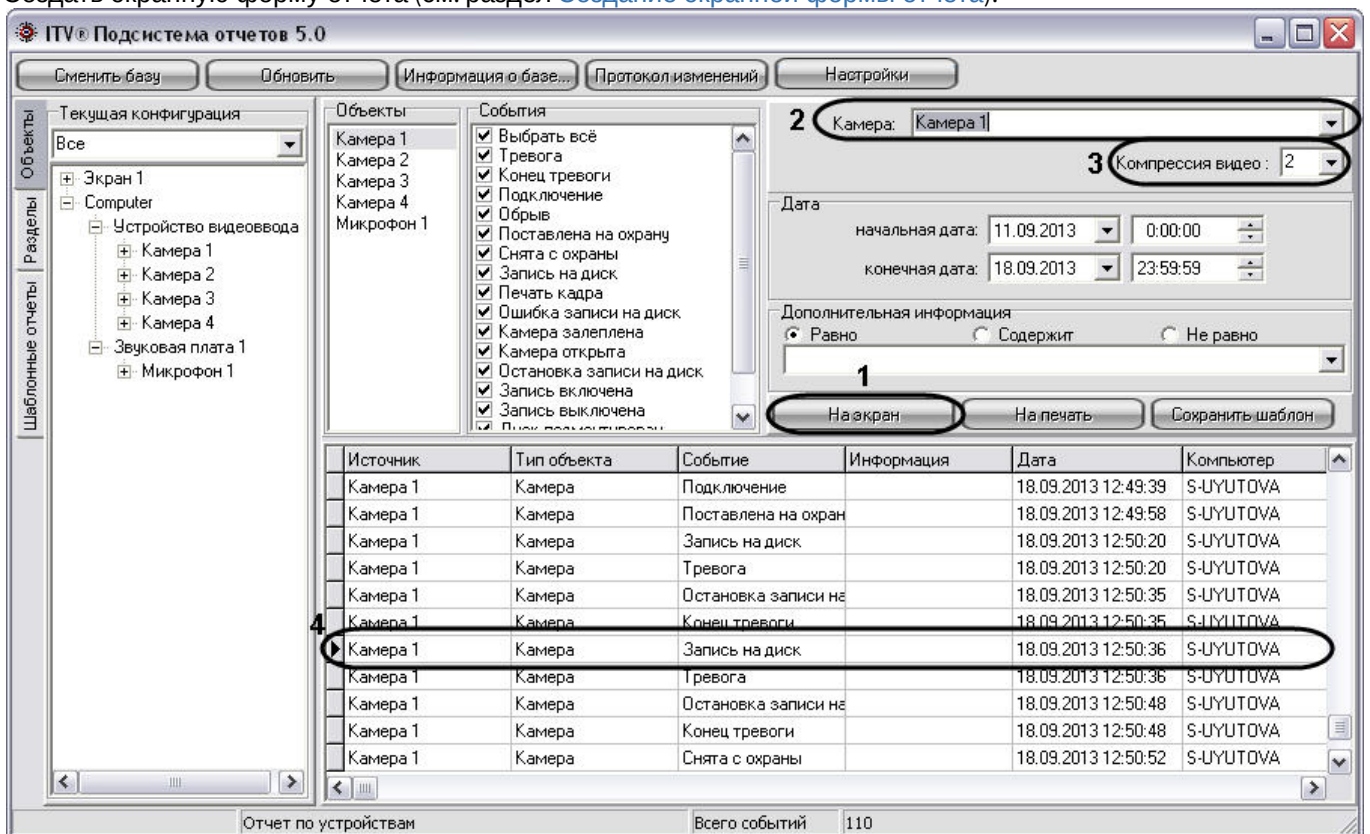 Создать экранную форму отчета (см. раздел Создание экранной формы отчета).
ITV® Подсистема отчетов 5.0
Сменить базу Обновить Информация о базе... Протокол изменений Настройки
Объекты
Разделы
Шаблонные отчеты
Текущая конфигурация
Все
Экран 1
Computer
Устройство видеоввода
Камера 1
Камера 2
Камера 3
Камера 4
Звуковая плата 1
Микрофон 1
Объекты
Камера 1
Камера 2
Камера 3
Камера 4
Микрофон 1
События
Выбрать всё
Тревога
Конец тревоги
Подключение
Обрыв
Поставлена на охрану
Снята с охраны
Запись на диск
Печать кадра
Ошибка записи на диск
Камера залеплена
Камера открыта
Остановка записи на диск
Запись включена
Запись выключена
2 Камера: Камера 1
3 Компрессия видео : 2
Дата
начальная дата: 11.09.2013 0:00:00
конечная дата: 18.09.2013 23:59:59
Дополнительная информация
Равно Содержит Не равно
1
На экран На печать Сохранить шаблон
Источник Тип объекта Событие Информация Дата Компьютер
Камера 1 Камера Подключение 18.09.2013 12:49:39 S-UYUTOVA
Камера 1 Камера Поставлена на охран 18.09.2013 12:49:58 S-UYUTOVA
Камера 1 Камера Запись на диск 18.09.2013 12:50:20 S-UYUTOVA
Камера 1 Камера Тревога 18.09.2013 12:50:20 S-UYUTOVA
Камера 1 Камера Остановка записи на 18.09.2013 12:50:35 S-UYUTOVA
Камера 1 Камера Конец тревоги 18.09.2013 12:50:35 S-UYUTOVA
4 Камера 1 Камера Запись на диск 18.09.2013 12:50:36 S-UYUTOVA
Камера 1 Камера Тревога 18.09.2013 12:50:36 S-UYUTOVA
Камера 1 Камера Остановка записи на 18.09.2013 12:50:48 S-UYUTOVA
Камера 1 Камера Конец тревоги 18.09.2013 12:50:48 S-UYUTOVA
Камера 1 Камера Снята с охраны 18.09.2013 12:50:52 S-UYUTOVA
Отчет по устройствам Всего событий 110